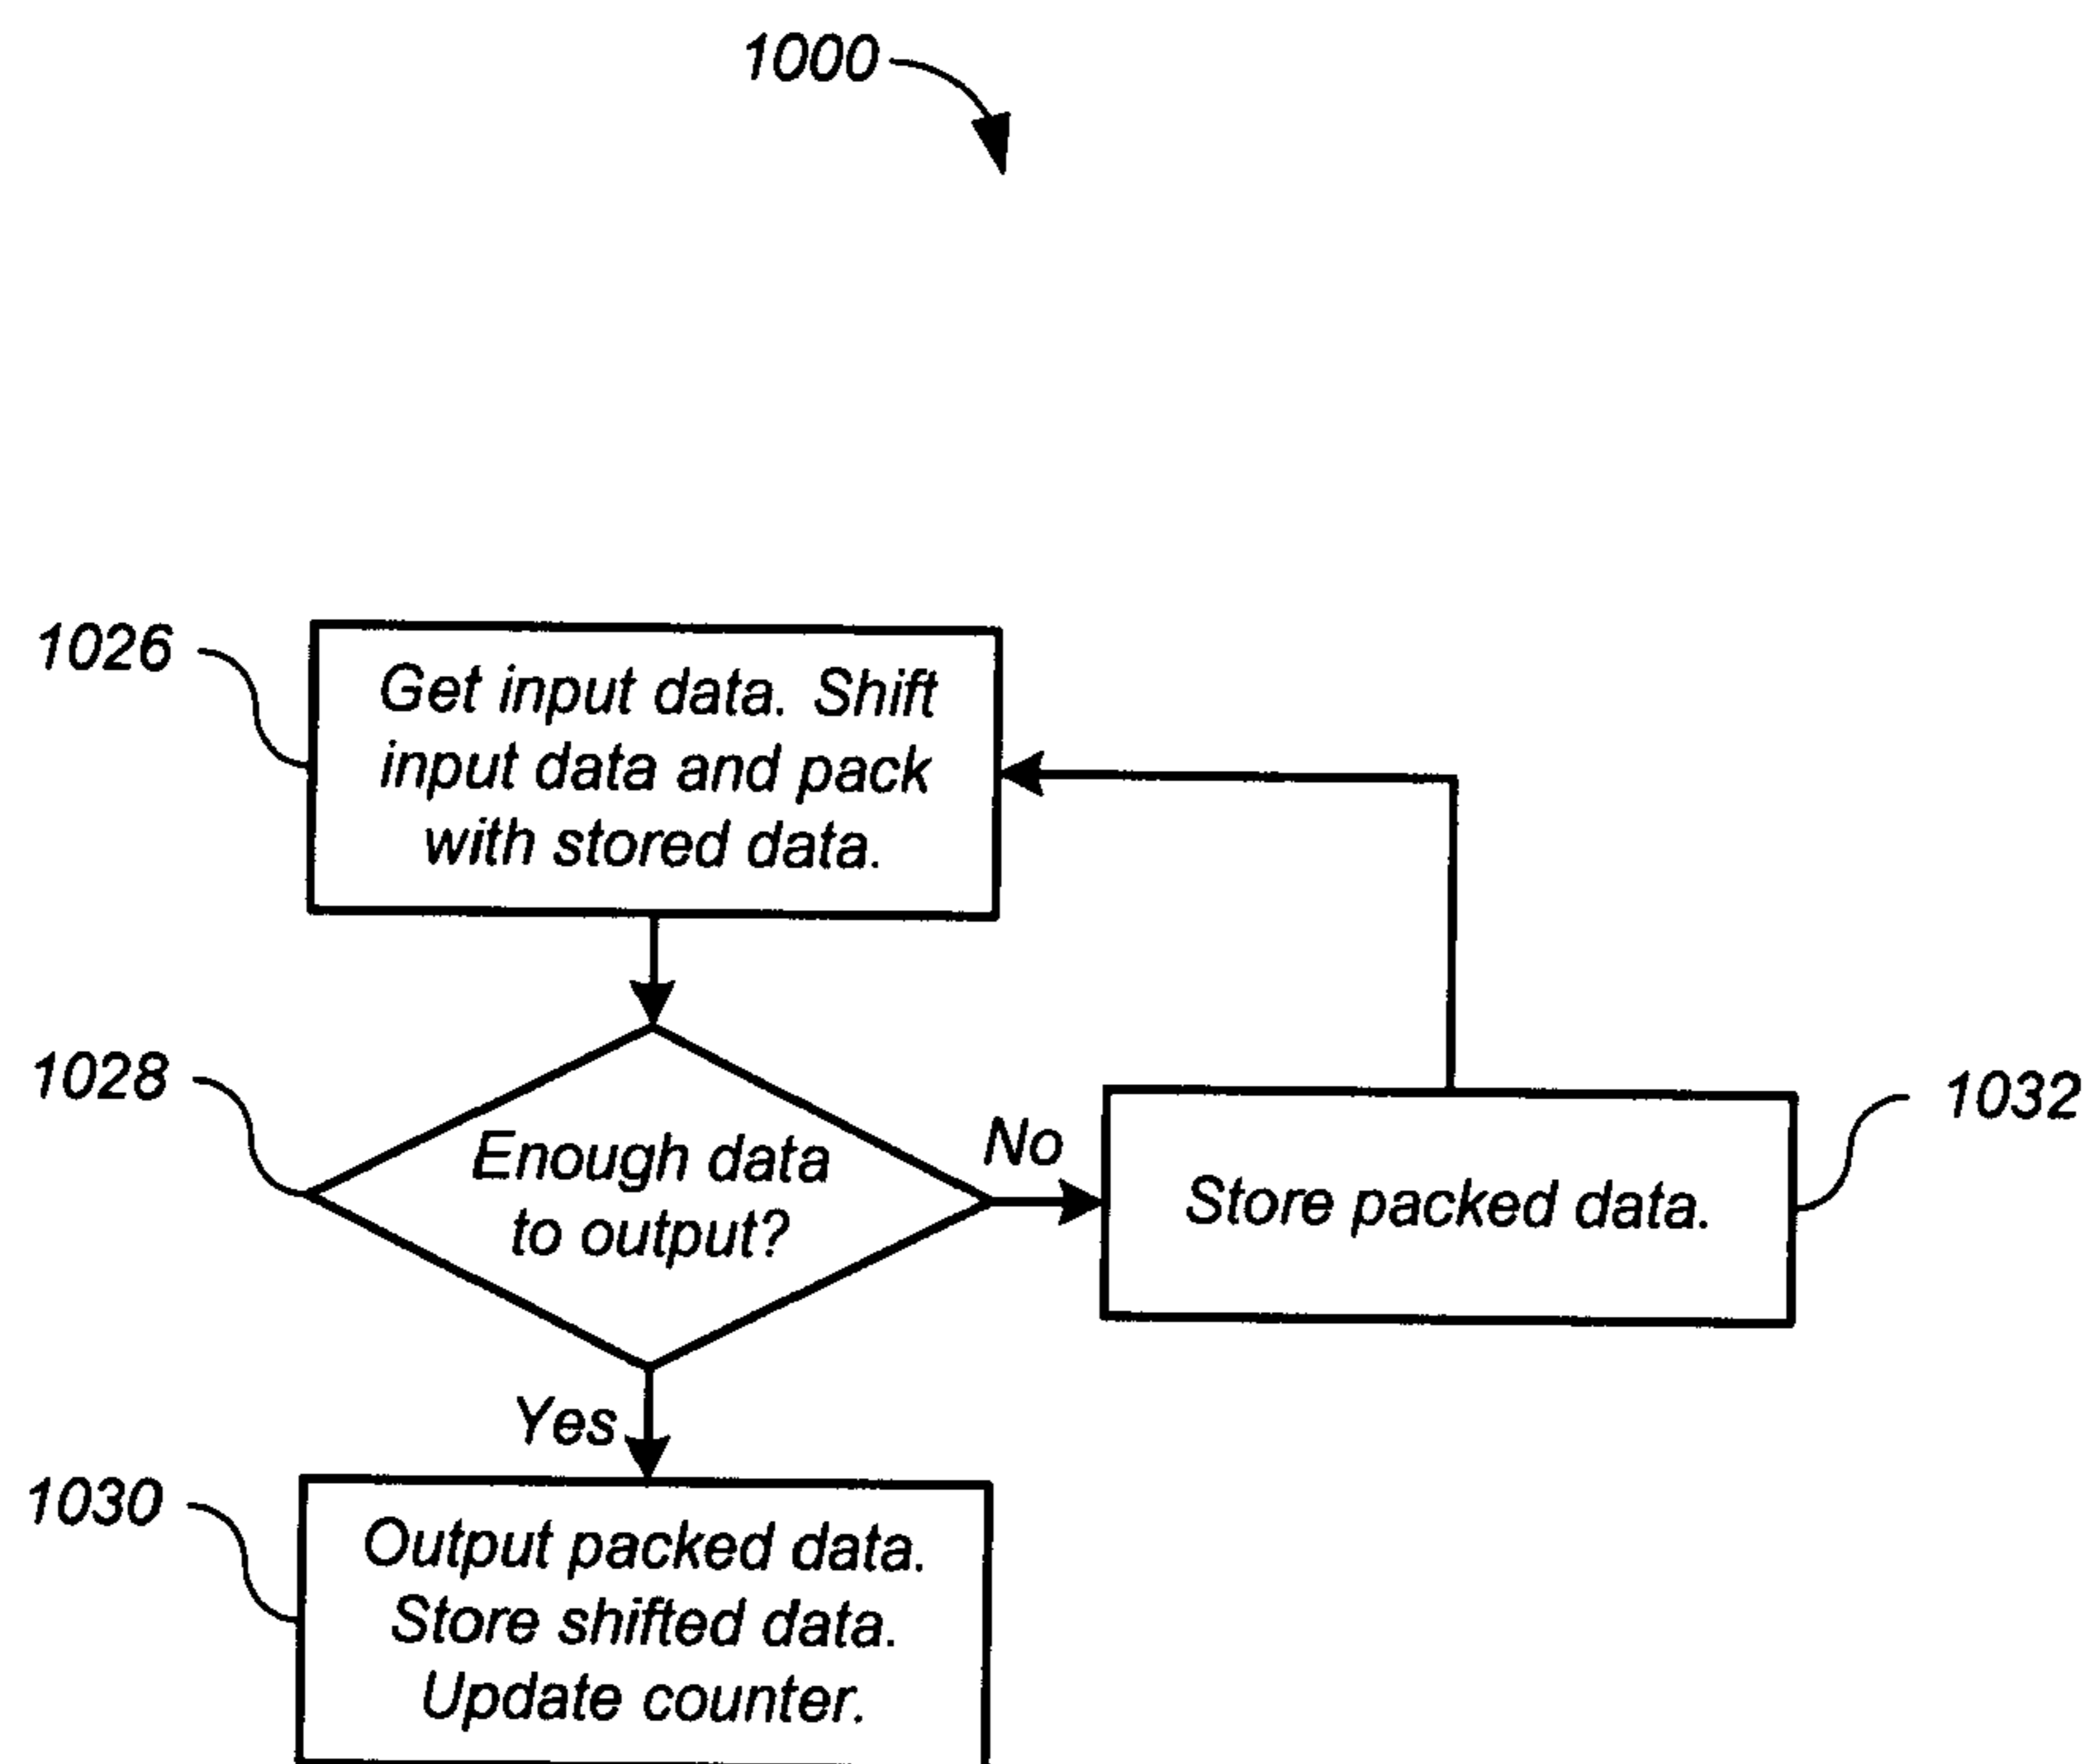 1000
1026
Get input data. Shift
input data and pack
with stored data.
1028
Enough data
to output?
No
Store packed data.
1032
Yes
1030
Output packed data.
Store shifted data.
Update counter.